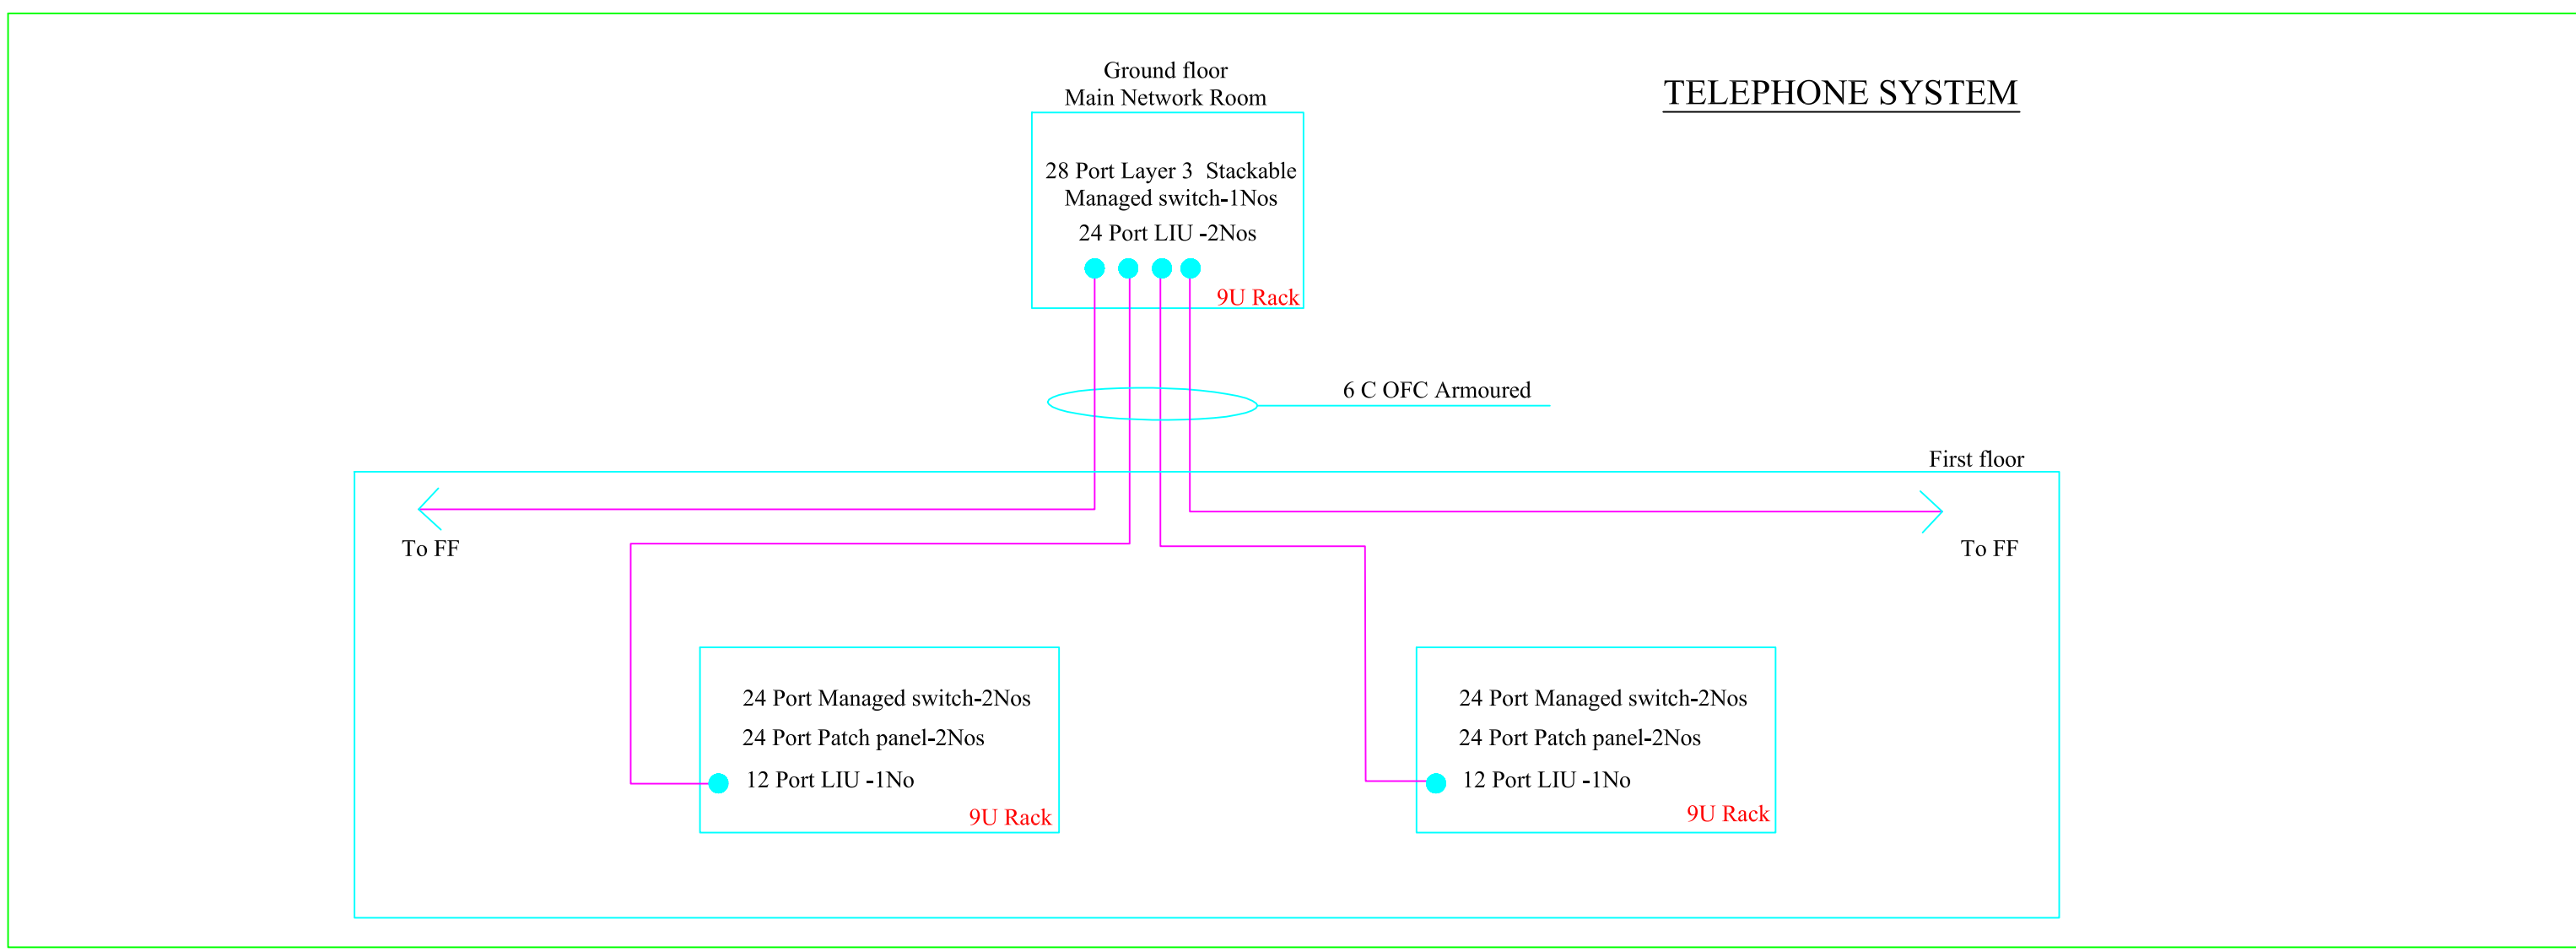 Ground floor
Main Network Room
TELEPHONE SYSTEM
28 Port Layer 3 Stackable
Managed switch-1Nos
24 Port LIU -2Nos
9U Rack
6 C OFC Armoured
First floor
To FF
To FF
24 Port Managed switch-2Nos
24 Port Patch panel-2Nos
12 Port LIU -1No
9U Rack
24 Port Managed switch-2Nos
24 Port Patch panel-2Nos
12 Port LIU -1No
9U Rack